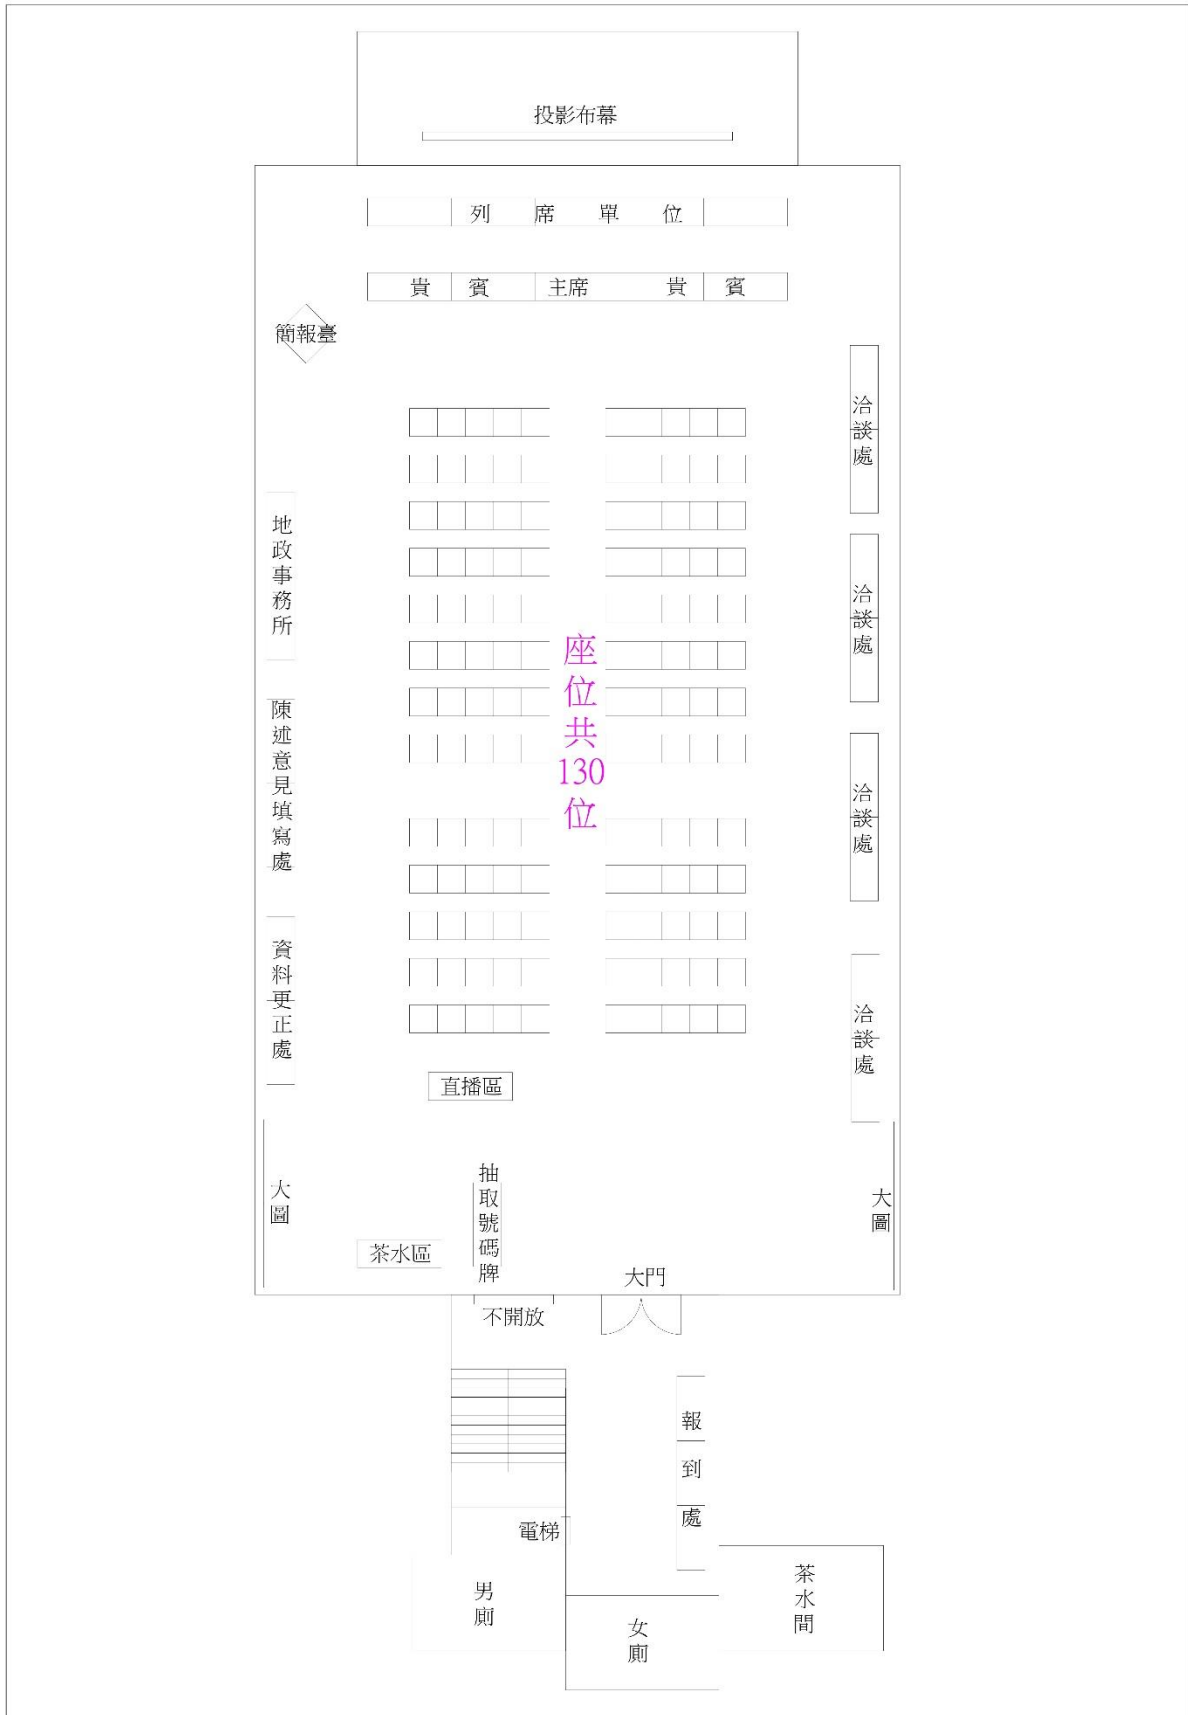 投影布幕
列席單位
貴賓 主席 貴賓
簡報臺
洽談處
地政事務所
洽談處
座位共130位
陳述意見填寫處
洽談處
資料更正處
洽談處
直播區
抽取號碼牌
大圖
大圖
茶水區
大門
不開放
報到處
電梯
男廁
茶水間
女廁